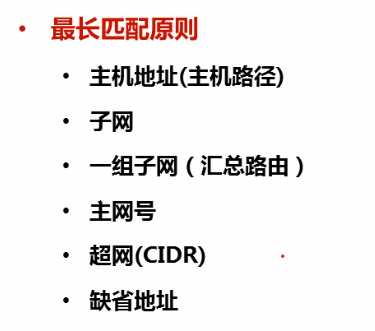 • 最长匹配原则
• 主机地址(主机路径)
• 子网
• 一组子网（汇总路由）
• 主网号
• 超网(CIDR)
• 缺省地址